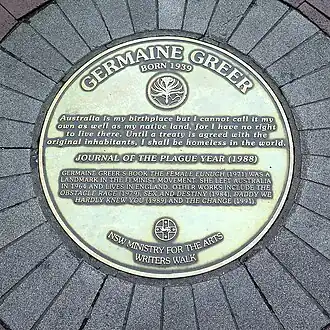 GERMAINE GREER
BORN 1939
Australia is my birthplace but I cannot call it my
own as well as my native land, for I have no right
to live there. Until a treaty is agreed with the
original inhabitants, I shall be homeless in the world.
JOURNAL OF THE PLAGUE YEAR (1988)
GERMAINE GREER'S BOOK THE FEMALE EUNUCH (1971) WAS A
LANDMARK IN THE FEMINIST MOVEMENT. SHE LEFT AUSTRALIA
IN 1964 AND LIVES IN ENGLAND. OTHER WORKS INCLUDE THE
OBSTACLE RACE (1979), SEX AND DESTINY (1984), DADDY WE
HARDLY KNEW YOU (1989) AND THE CHANGE (1991).
NSW MINISTRY FOR THE ARTS
WRITERS WALK